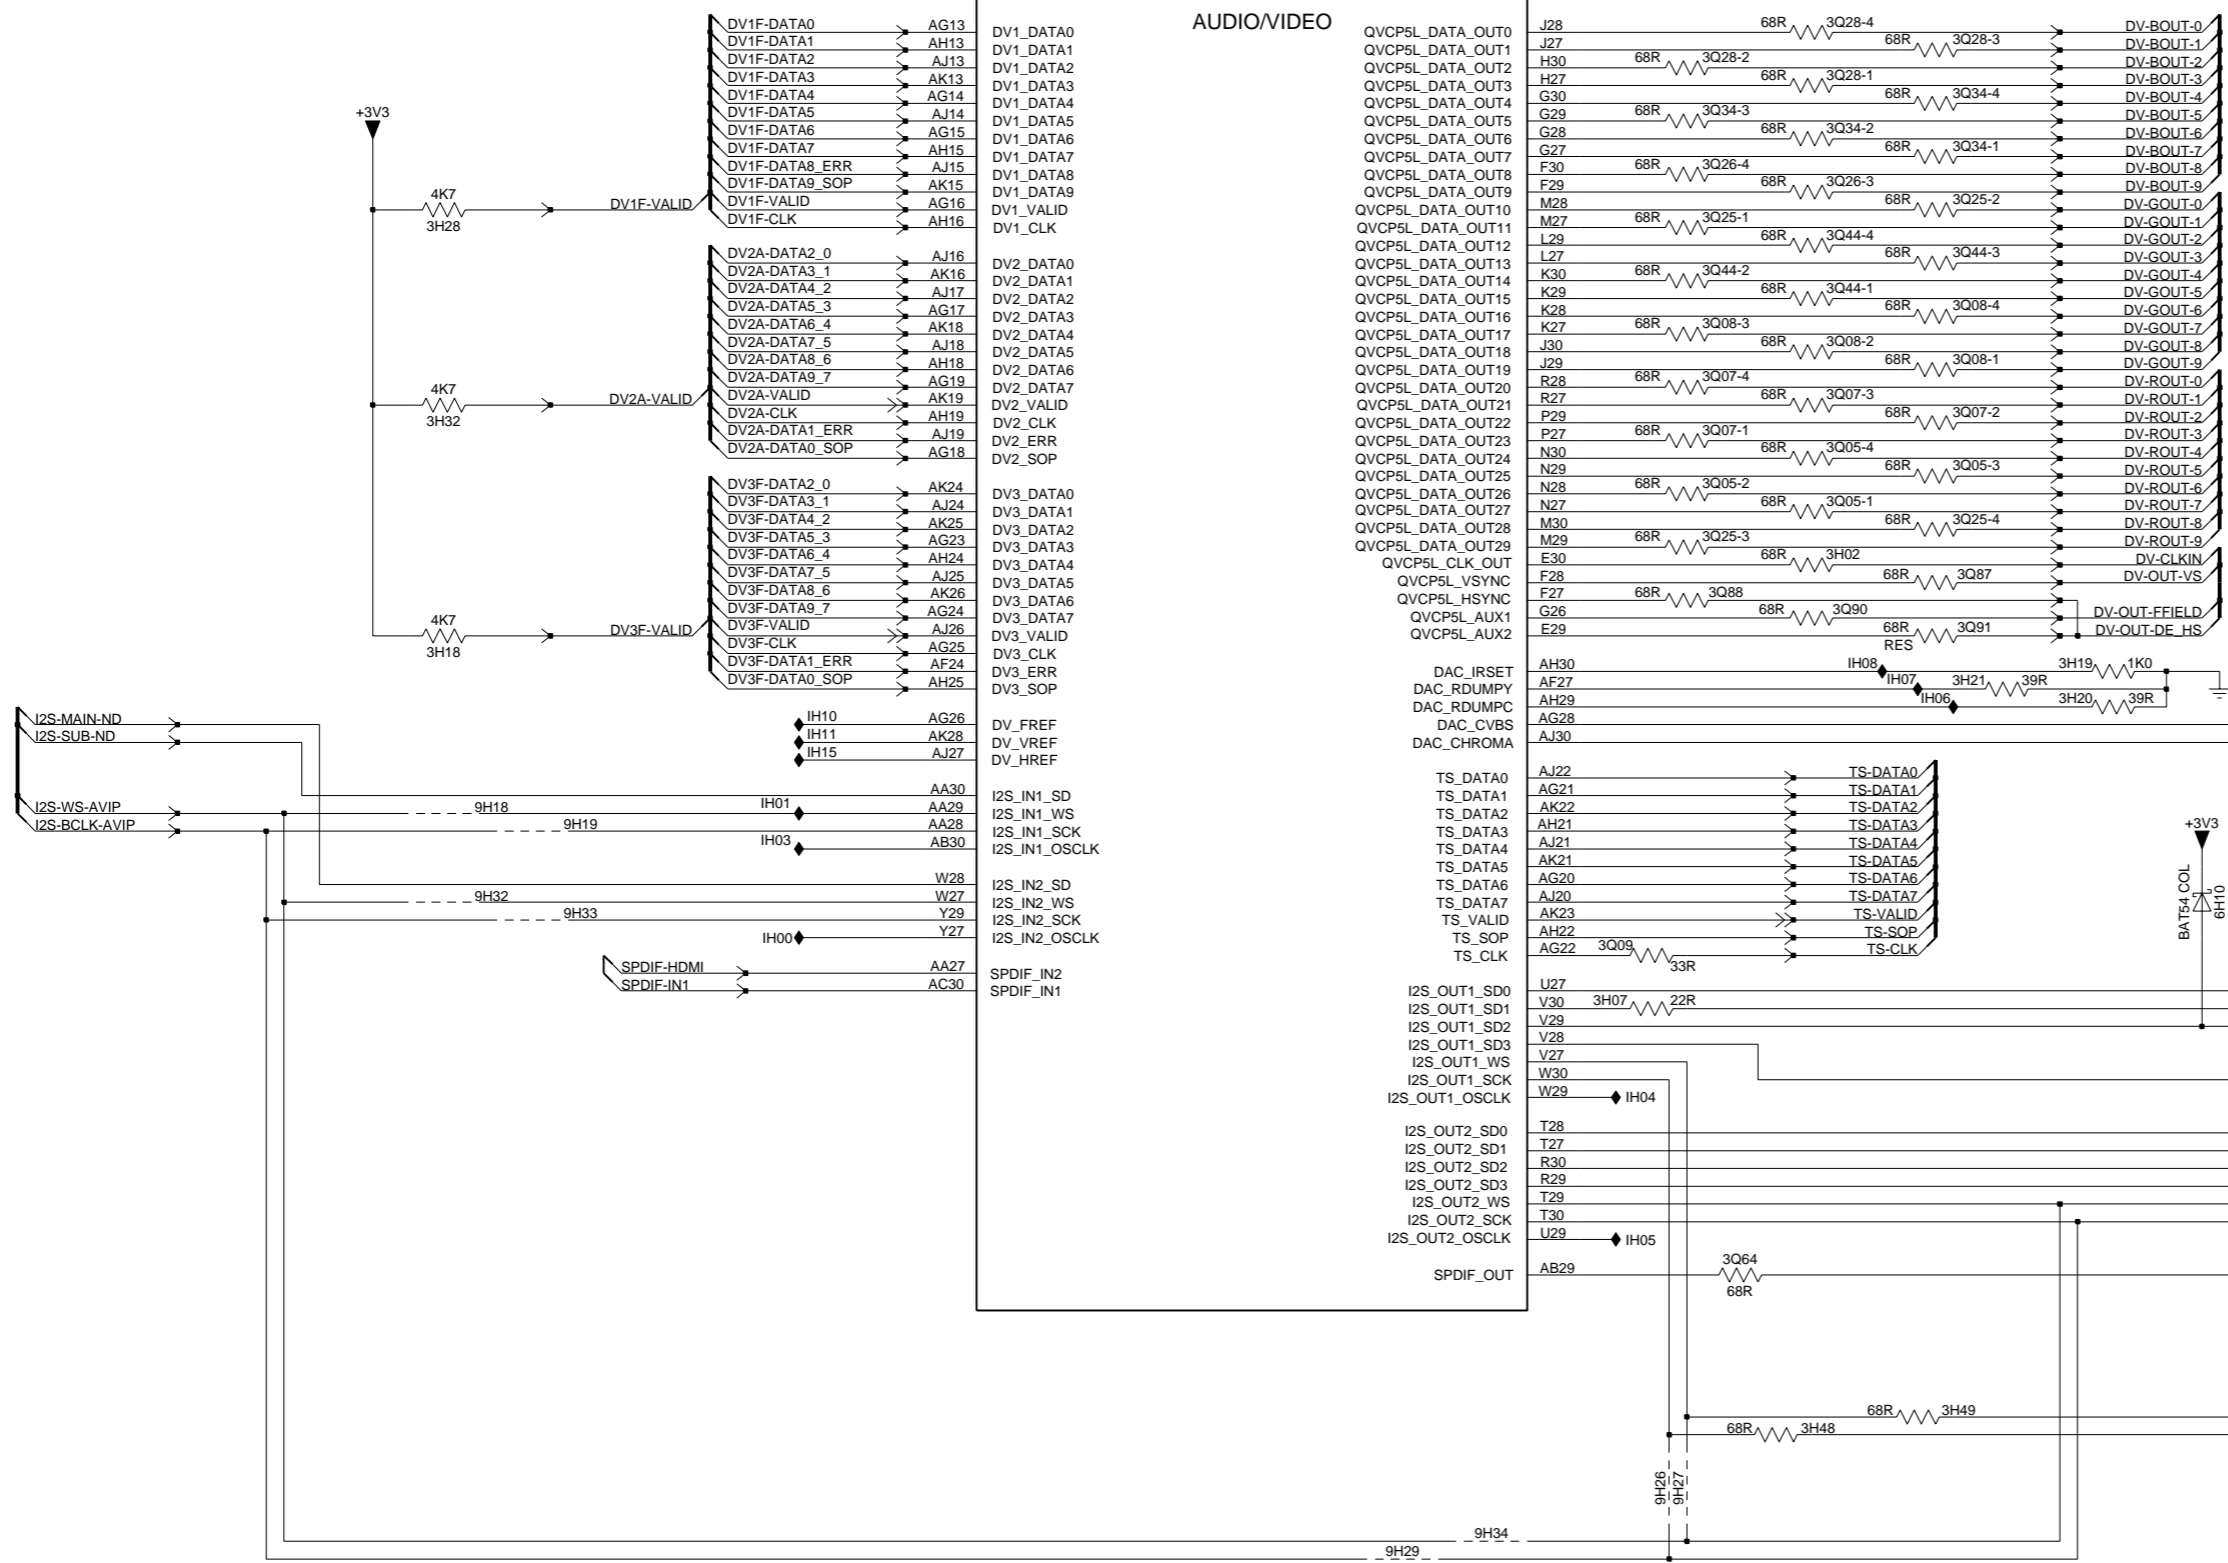 AUDIO/VIDEO
+3V3
4K7
3H28
DV1F-VALID
4K7
3H32
DV2A-VALID
4K7
3H18
DV3F-VALID
DV1F-DATA0 AG13 DV1_DATA0
DV1F-DATA1 AH13 DV1_DATA1
DV1F-DATA2 AJ13 DV1_DATA2
DV1F-DATA3 AK13 DV1_DATA3
DV1F-DATA4 AG14 DV1_DATA4
DV1F-DATA5 AJ14 DV1_DATA5
DV1F-DATA6 AG15 DV1_DATA6
DV1F-DATA7 AH15 DV1_DATA7
DV1F-DATA8_ERR AJ15 DV1_DATA8
DV1F-DATA9_SOP AK15 DV1_DATA9
DV1F-VALID AG16 DV1_VALID
DV1F-CLK AH16 DV1_CLK
DV2A-DATA2_0 AJ16 DV2_DATA0
DV2A-DATA3_1 AK16 DV2_DATA1
DV2A-DATA4_2 AJ17 DV2_DATA2
DV2A-DATA5_3 AG17 DV2_DATA3
DV2A-DATA6_4 AK18 DV2_DATA4
DV2A-DATA7_5 AJ18 DV2_DATA5
DV2A-DATA8_6 AH18 DV2_DATA6
DV2A-DATA9_7 AG19 DV2_DATA7
DV2A-VALID AK19 DV2_VALID
DV2A-CLK AH19 DV2_CLK
DV2A-DATA1_ERR AJ19 DV2_ERR
DV2A-DATA0_SOP AG18 DV2_SOP
DV3F-DATA2_0 AK24 DV3_DATA0
DV3F-DATA3_1 AJ24 DV3_DATA1
DV3F-DATA4_2 AK25 DV3_DATA2
DV3F-DATA5_3 AG23 DV3_DATA3
DV3F-DATA6_4 AH24 DV3_DATA4
DV3F-DATA7_5 AJ25 DV3_DATA5
DV3F-DATA8_6 AK26 DV3_DATA6
DV3F-DATA9_7 AG24 DV3_DATA7
DV3F-VALID AJ26 DV3_VALID
DV3F-CLK AG25 DV3_CLK
DV3F-DATA1_ERR AF24 DV3_ERR
DV3F-DATA0_SOP AH25 DV3_SOP
IH10 AG26 DV_FREF
IH11 AK28 DV_VREF
IH15 AJ27 DV_HREF
I2S-MAIN-ND
I2S-SUB-ND
AA30 I2S_IN1_SD
I2S-WS-AVIP 9H18 IH01 AA29 I2S_IN1_WS
I2S-BCLK-AVIP 9H19 AA28 I2S_IN1_SCK
IH03 AB30 I2S_IN1_OSCLK
W28 I2S_IN2_SD
9H32 W27 I2S_IN2_WS
9H33 Y29 I2S_IN2_SCK
IH00 Y27 I2S_IN2_OSCLK
SPDIF-HDMI AA27 SPDIF_IN2
SPDIF-IN1 AC30 SPDIF_IN1
QVCP5L_DATA_OUT0 J28 68R 3Q28-4 DV-BOUT-0
QVCP5L_DATA_OUT1 J27 68R 3Q28-3 DV-BOUT-1
QVCP5L_DATA_OUT2 H30 68R 3Q28-2 DV-BOUT-2
QVCP5L_DATA_OUT3 H27 68R 3Q28-1 DV-BOUT-3
QVCP5L_DATA_OUT4 G30 68R 3Q34-4 DV-BOUT-4
QVCP5L_DATA_OUT5 G29 68R 3Q34-3 DV-BOUT-5
QVCP5L_DATA_OUT6 G28 68R 3Q34-2 DV-BOUT-6
QVCP5L_DATA_OUT7 G27 68R 3Q34-1 DV-BOUT-7
QVCP5L_DATA_OUT8 F30 68R 3Q26-4 DV-BOUT-8
QVCP5L_DATA_OUT9 F29 68R 3Q26-3 DV-BOUT-9
QVCP5L_DATA_OUT10 M28 68R 3Q25-2 DV-GOUT-0
QVCP5L_DATA_OUT11 M27 68R 3Q25-1 DV-GOUT-1
QVCP5L_DATA_OUT12 L29 68R 3Q44-4 DV-GOUT-2
QVCP5L_DATA_OUT13 L27 68R 3Q44-3 DV-GOUT-3
QVCP5L_DATA_OUT14 K30 68R 3Q44-2 DV-GOUT-4
QVCP5L_DATA_OUT15 K29 68R 3Q44-1 DV-GOUT-5
QVCP5L_DATA_OUT16 K28 68R 3Q08-4 DV-GOUT-6
QVCP5L_DATA_OUT17 K27 68R 3Q08-3 DV-GOUT-7
QVCP5L_DATA_OUT18 J30 68R 3Q08-2 DV-GOUT-8
QVCP5L_DATA_OUT19 J29 68R 3Q08-1 DV-GOUT-9
QVCP5L_DATA_OUT20 R28 68R 3Q07-4 DV-ROUT-0
QVCP5L_DATA_OUT21 R27 68R 3Q07-3 DV-ROUT-1
QVCP5L_DATA_OUT22 P29 68R 3Q07-2 DV-ROUT-2
QVCP5L_DATA_OUT23 P27 68R 3Q07-1 DV-ROUT-3
QVCP5L_DATA_OUT24 N30 68R 3Q05-4 DV-ROUT-4
QVCP5L_DATA_OUT25 N29 68R 3Q05-3 DV-ROUT-5
QVCP5L_DATA_OUT26 N28 68R 3Q05-2 DV-ROUT-6
QVCP5L_DATA_OUT27 N27 68R 3Q05-1 DV-ROUT-7
QVCP5L_DATA_OUT28 M30 68R 3Q25-4 DV-ROUT-8
QVCP5L_DATA_OUT29 M29 68R 3Q25-3 DV-ROUT-9
QVCP5L_CLK_OUT E30 68R 3H02 DV-CLKIN
QVCP5L_VSYNC F28 68R 3Q87 DV-OUT-VS
QVCP5L_HSYNC F27 68R 3Q88
QVCP5L_AUX1 G26 68R 3Q90 DV-OUT-FFIELD
QVCP5L_AUX2 E29 68R 3Q91 DV-OUT-DE_HS
RES
DAC_IRSET AH30 IH08 3H19 1K0
DAC_RDUMPY AF27 IH07 3H21 39R
DAC_RDUMPC AH29 IH06 3H20 39R
DAC_CVBS AG28
DAC_CHROMA AJ30
TS_DATA0 AJ22 TS-DATA0
TS_DATA1 AG21 TS-DATA1
TS_DATA2 AK22 TS-DATA2
TS_DATA3 AH21 TS-DATA3
TS_DATA4 AJ21 TS-DATA4
TS_DATA5 AK21 TS-DATA5
TS_DATA6 AG20 TS-DATA6
TS_DATA7 AJ20 TS-DATA7
TS_VALID AK23 TS-VALID
TS_SOP AH22 TS-SOP
TS_CLK AG22 3Q09 33R TS-CLK
+3V3
BAT54 COL
6H10
I2S_OUT1_SD0 U27
I2S_OUT1_SD1 V30 3H07 22R
I2S_OUT1_SD2 V29
I2S_OUT1_SD3 V28
I2S_OUT1_WS V27
I2S_OUT1_SCK W30
I2S_OUT1_OSCLK W29 IH04
I2S_OUT2_SD0 T28
I2S_OUT2_SD1 T27
I2S_OUT2_SD2 R30
I2S_OUT2_SD3 R29
I2S_OUT2_WS T29
I2S_OUT2_SCK T30
I2S_OUT2_OSCLK U29 IH05
SPDIF_OUT AB29 3Q64
68R
68R 3H49
68R 3H48
9H26
9H27
9H34
9H29